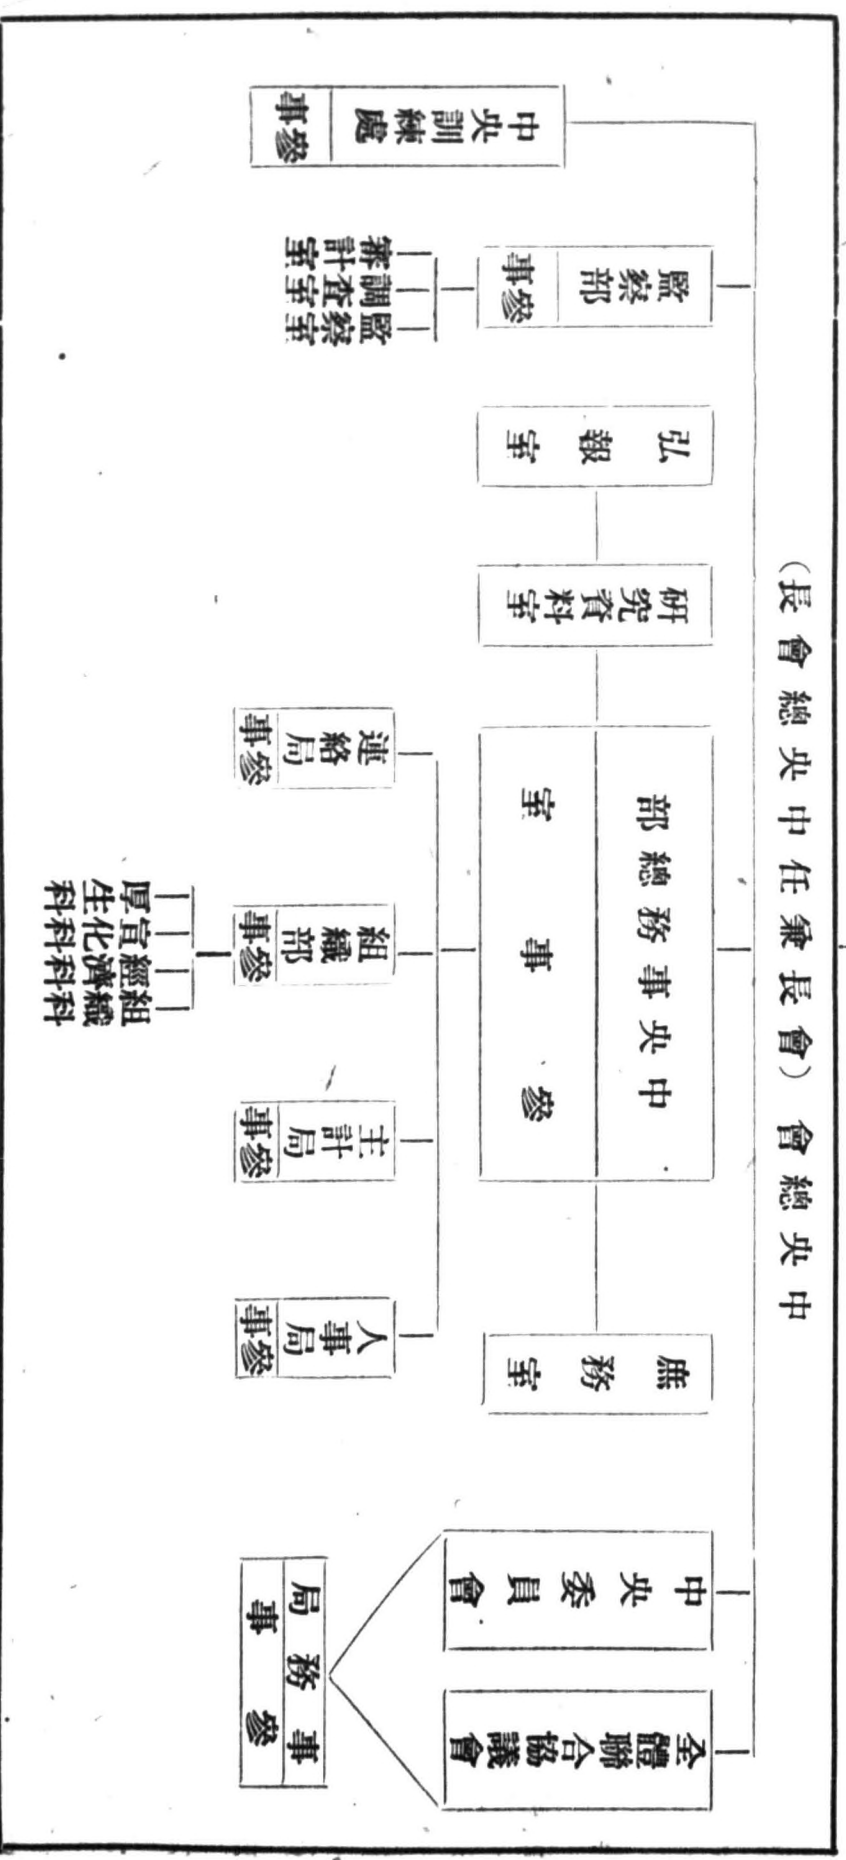 中央總會(會長兼任中央總會長)
全體聯合協議會
中央委員會
事務局
參事
庶務室
中央事務總部
參事室
研究資料室
弘報室
人事局
參事
主計局
參事
組織部
參事
組織科
經濟科
宣化科
厚生科
連絡局
參事
監察部
參事
監察室
調查室
審計室
中央訓練處
參事